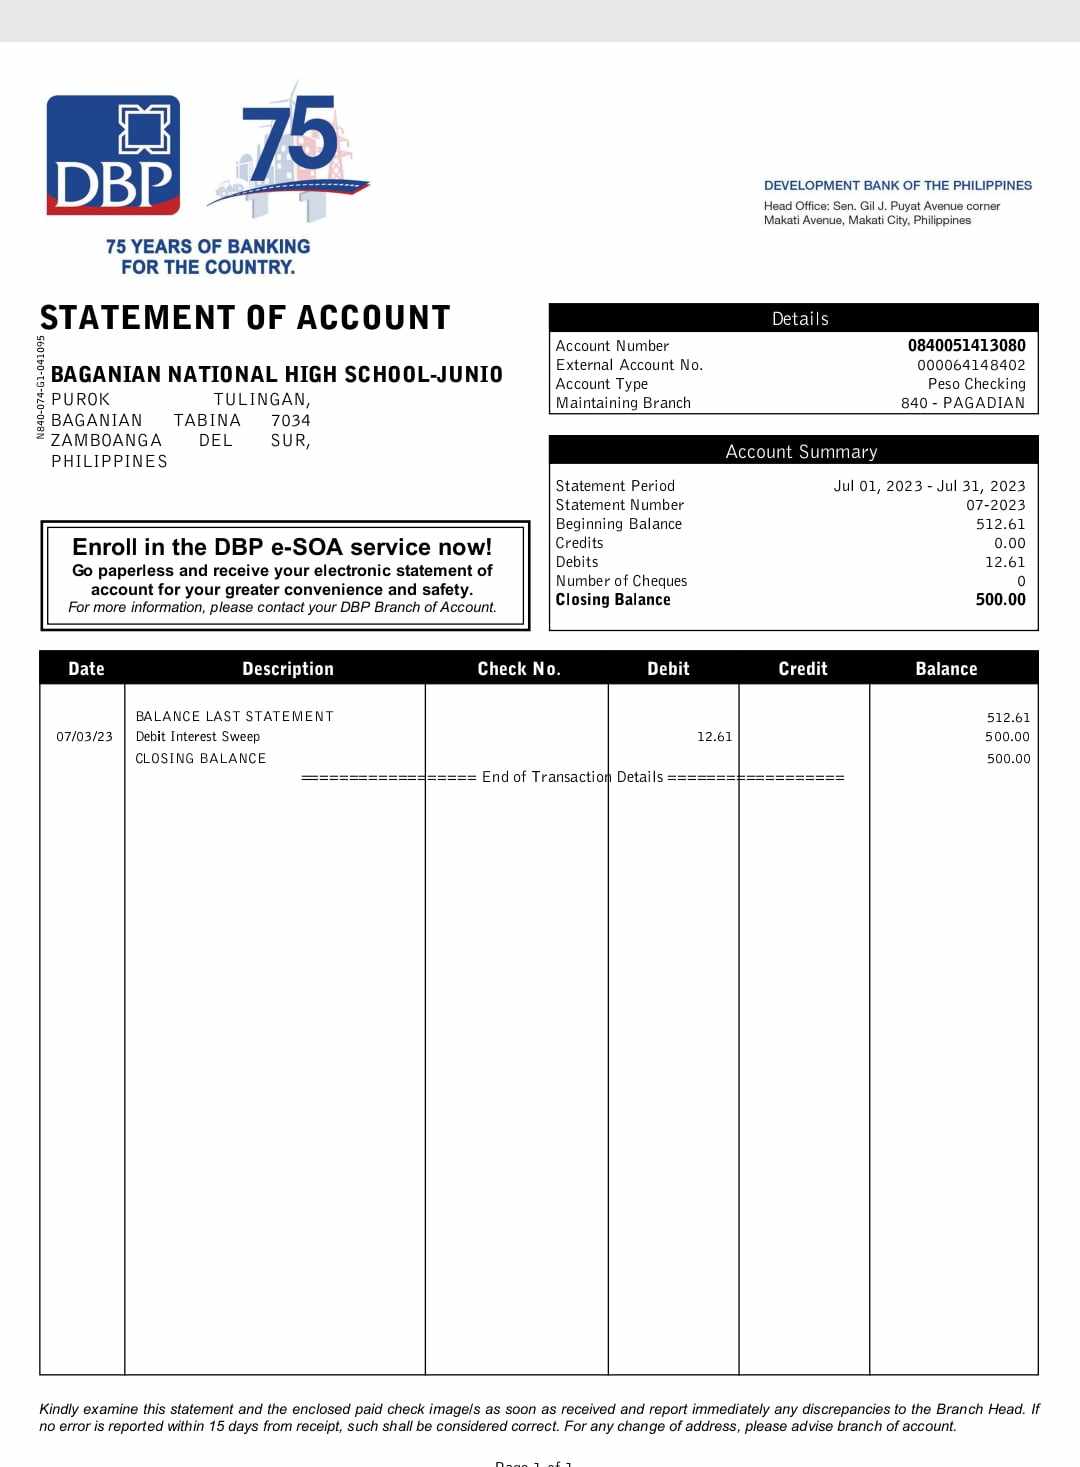 DBP
75
75 YEARS OF BANKING
FOR THE COUNTRY.
DEVELOPMENT BANK OF THE PHILIPPINES
Head Office: Sen. Gil J. Puyat Avenue corner
Makati Avenue, Makati City, Philippines
STATEMENT OF ACCOUNT
N840-074-G1-041095
BAGANIAN NATIONAL HIGH SCHOOL-JUNIO
PUROK TULINGAN,
BAGANIAN TABINA 7034
ZAMBOANGA DEL SUR,
PHILIPPINES
Details
Account Number 0840051413080
External Account No. 000064148402
Account Type Peso Checking
Maintaining Branch 840 - PAGADIAN
Account Summary
Statement Period Jul 01, 2023 - Jul 31, 2023
Statement Number 07-2023
Beginning Balance 512.61
Credits 0.00
Debits 12.61
Number of Cheques 0
Closing Balance 500.00
Enroll in the DBP e-SOA service now!
Go paperless and receive your electronic statement of
account for your greater convenience and safety.
For more information, please contact your DBP Branch of Account.
Date Description Check No. Debit Credit Balance
BALANCE LAST STATEMENT 512.61
07/03/23 Debit Interest Sweep 12.61 500.00
CLOSING BALANCE 500.00
================== End of Transaction Details ==================
Kindly examine this statement and the enclosed paid check image/s as soon as received and report immediately any discrepancies to the Branch Head. If
no error is reported within 15 days from receipt, such shall be considered correct. For any change of address, please advise branch of account.
Page 1 of 1